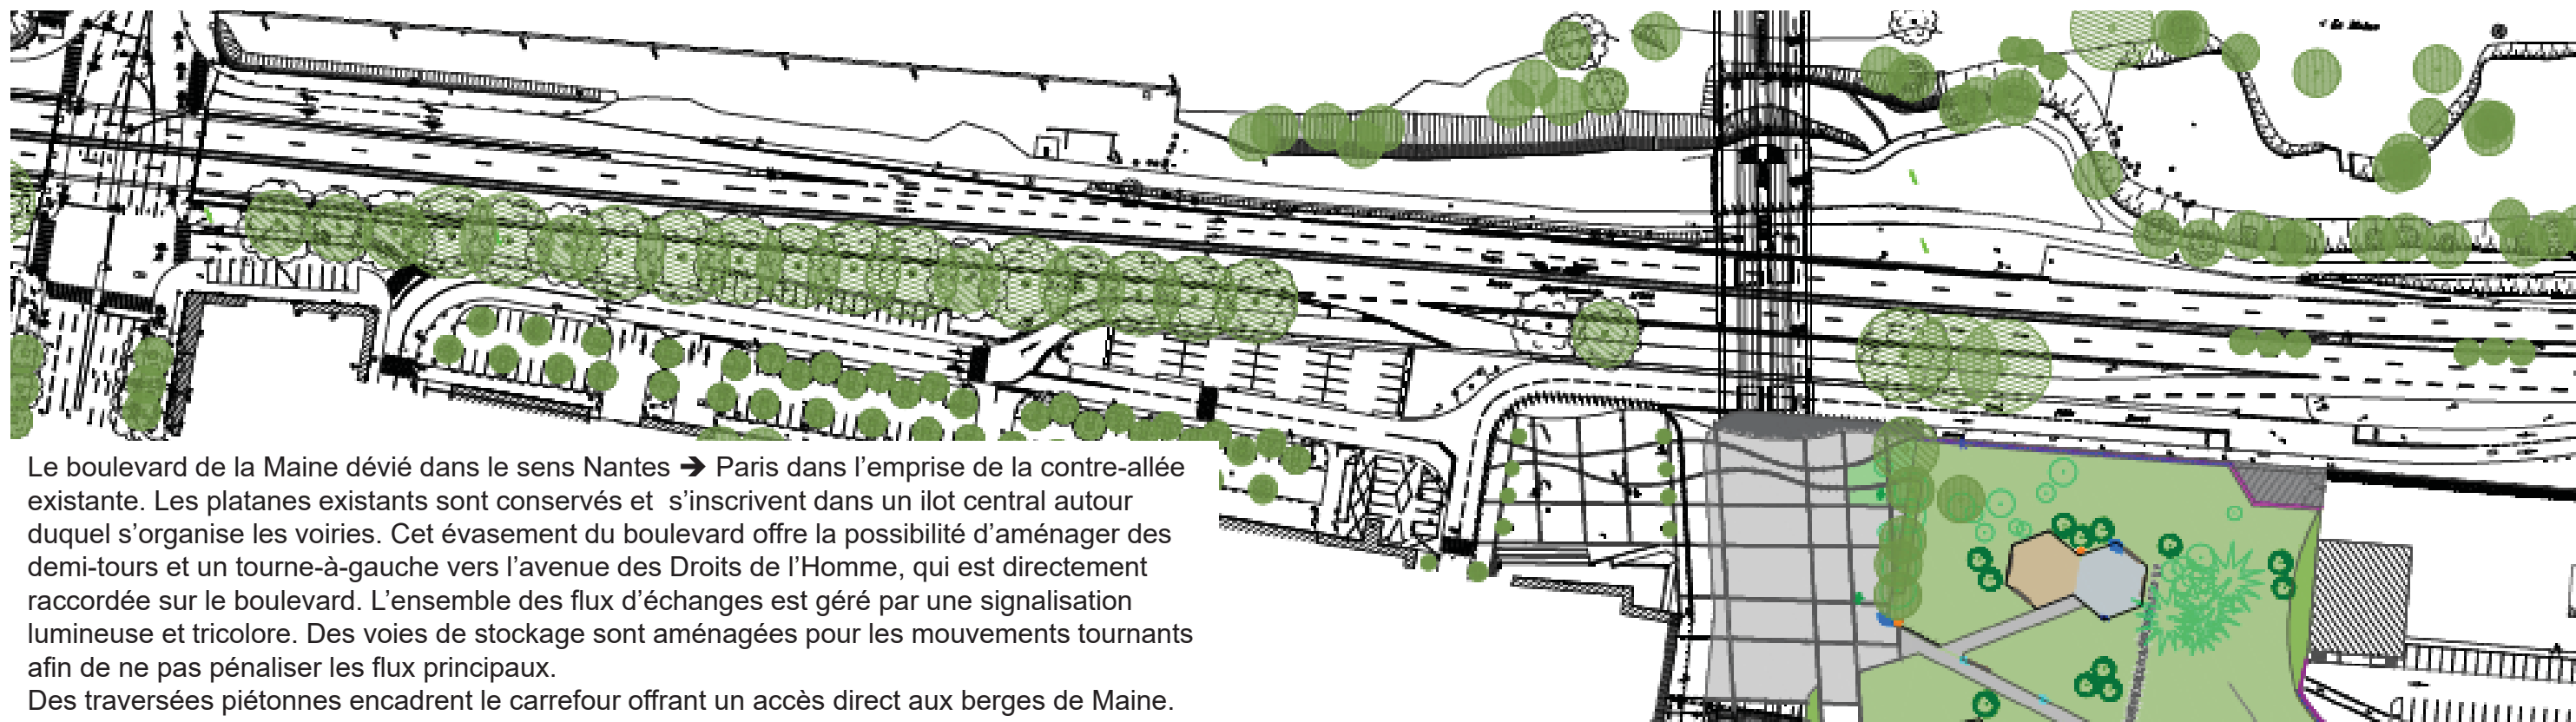 Le boulevard de la Maine dévié dans le sens Nantes ➔ Paris dans l’emprise de la contre-allée
existante. Les platanes existants sont conservés et  s’inscrivent dans un ilot central autour
duquel s’organise les voiries. Cet évasement du boulevard offre la possibilité d’aménager des
demi-tours et un tourne-à-gauche vers l’avenue des Droits de l’Homme, qui est directement
raccordée sur le boulevard. L’ensemble des flux d’échanges est géré par une signalisation
lumineuse et tricolore. Des voies de stockage sont aménagées pour les mouvements tournants
afin de ne pas pénaliser les flux principaux.
Des traversées piétonnes encadrent le carrefour offrant un accès direct aux berges de Maine.